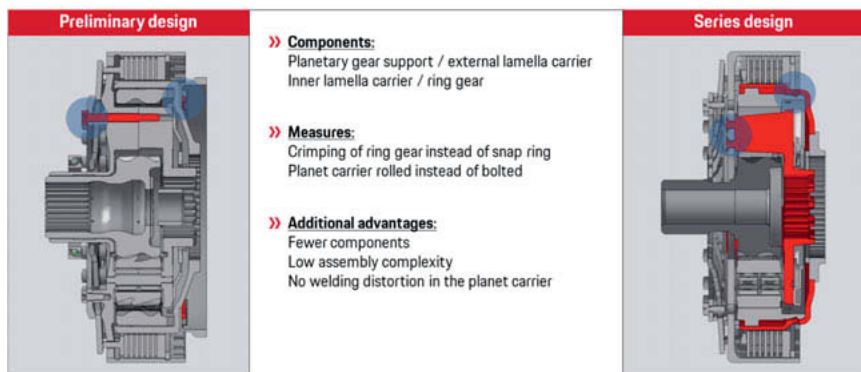 Preliminary design
Series design
» Components:
Planetary gear support / external lamella carrier
Inner lamella carrier / ring gear
» Measures:
Crimping of ring gear instead of snap ring
Planet carrier rolled instead of bolted
» Additional advantages:
Fewer components
Low assembly complexity
No welding distortion in the planet carrier